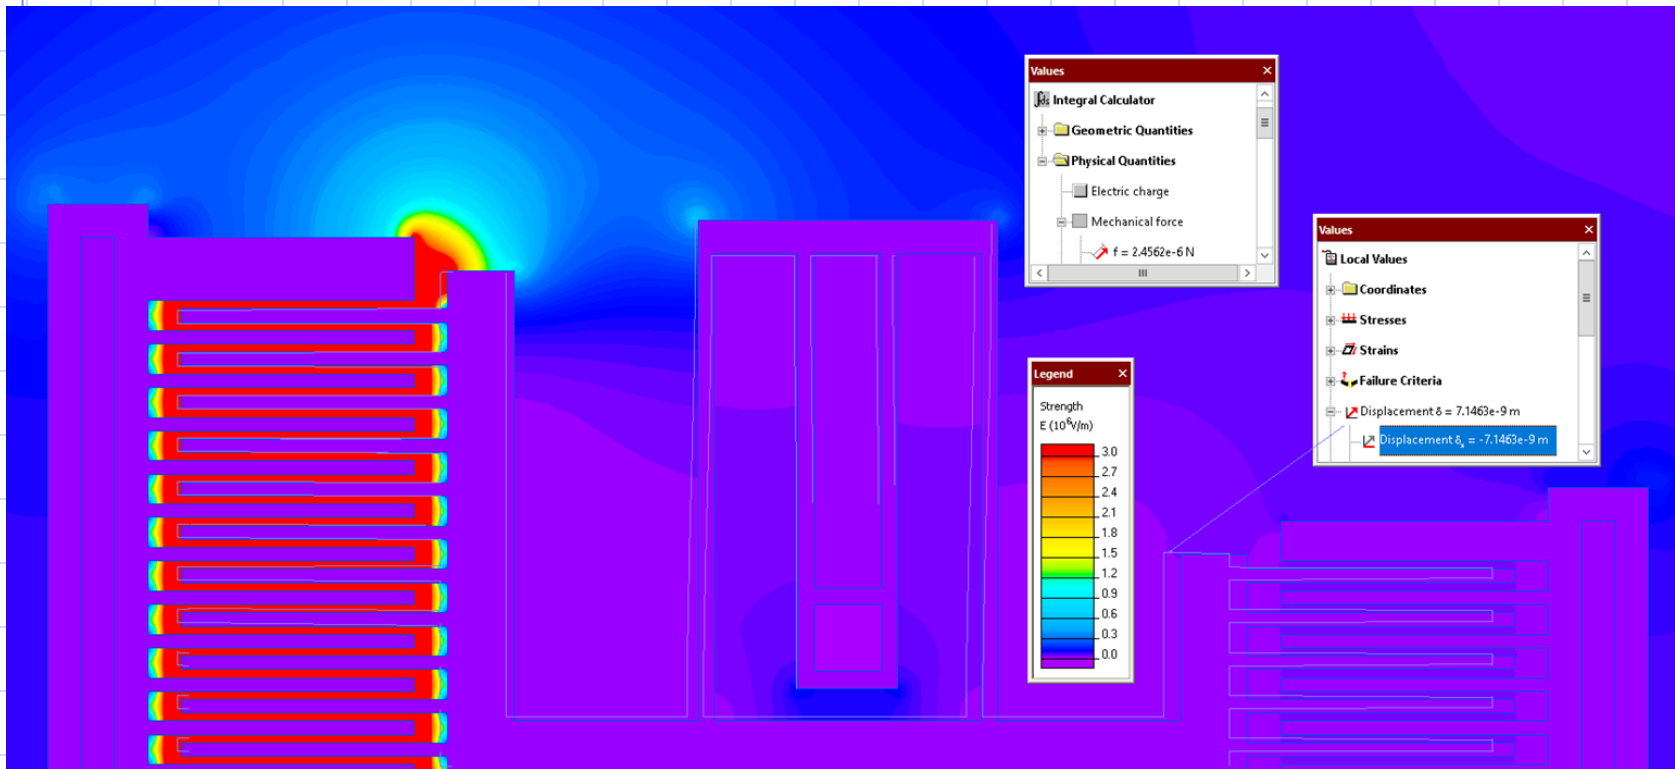 Values
Integral Calculator
Geometric Quantities
Physical Quantities
Electric charge
Mechanical force
f = 2.4562e-6 N
Values
Local Values
Coordinates
Stresses
Strains
Failure Criteria
Displacement δ = 7.1463e-9 m
Displacement δx = -7.1463e-9 m
Legend
Strength
E (10⁶V/m)
3.0
2.7
2.4
2.1
1.8
1.5
1.2
0.9
0.6
0.3
0.0